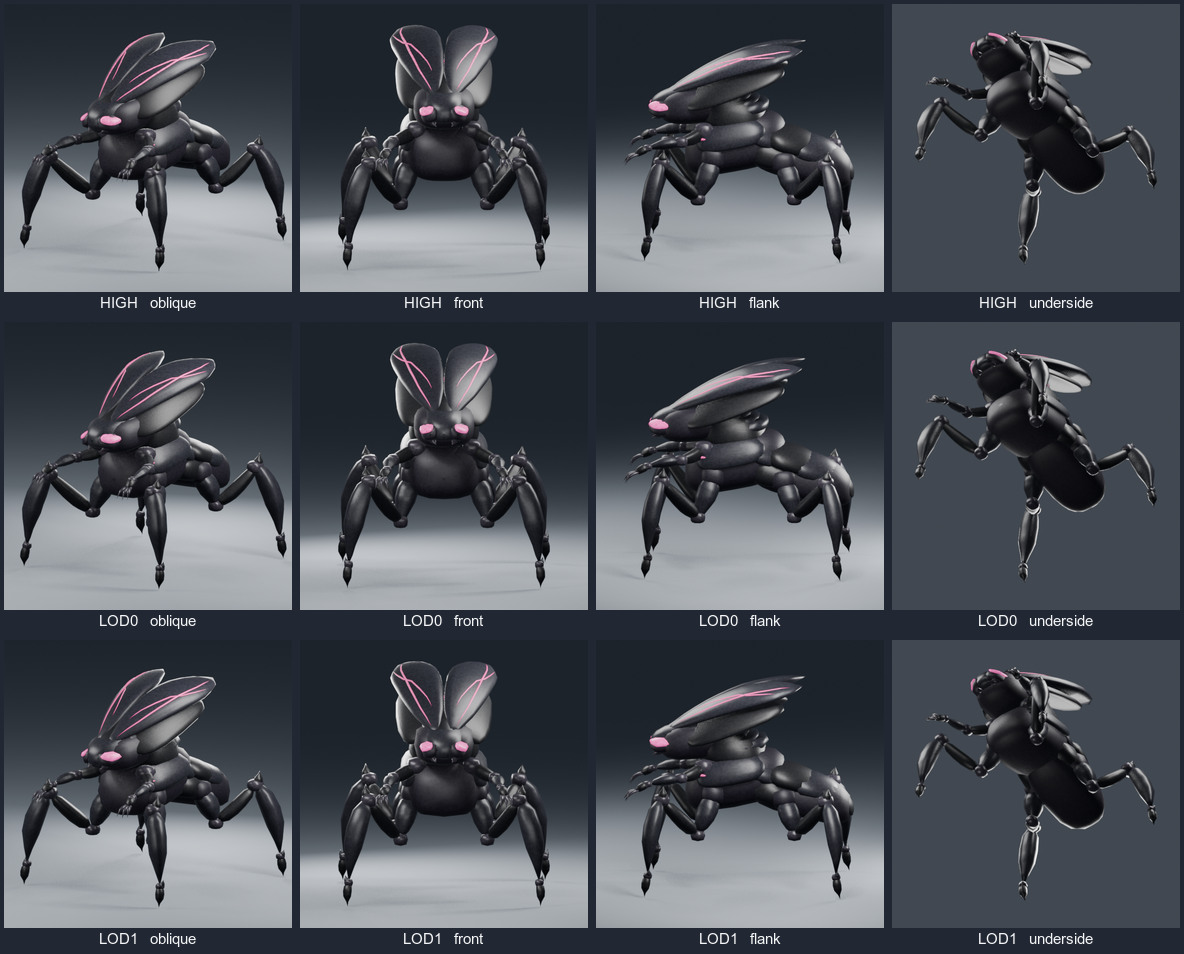 HIGH oblique
HIGH front
HIGH flank
HIGH underside
LOD0 oblique
LOD0 front
LOD0 flank
LOD0 underside
LOD1 oblique
LOD1 front
LOD1 flank
LOD1 underside